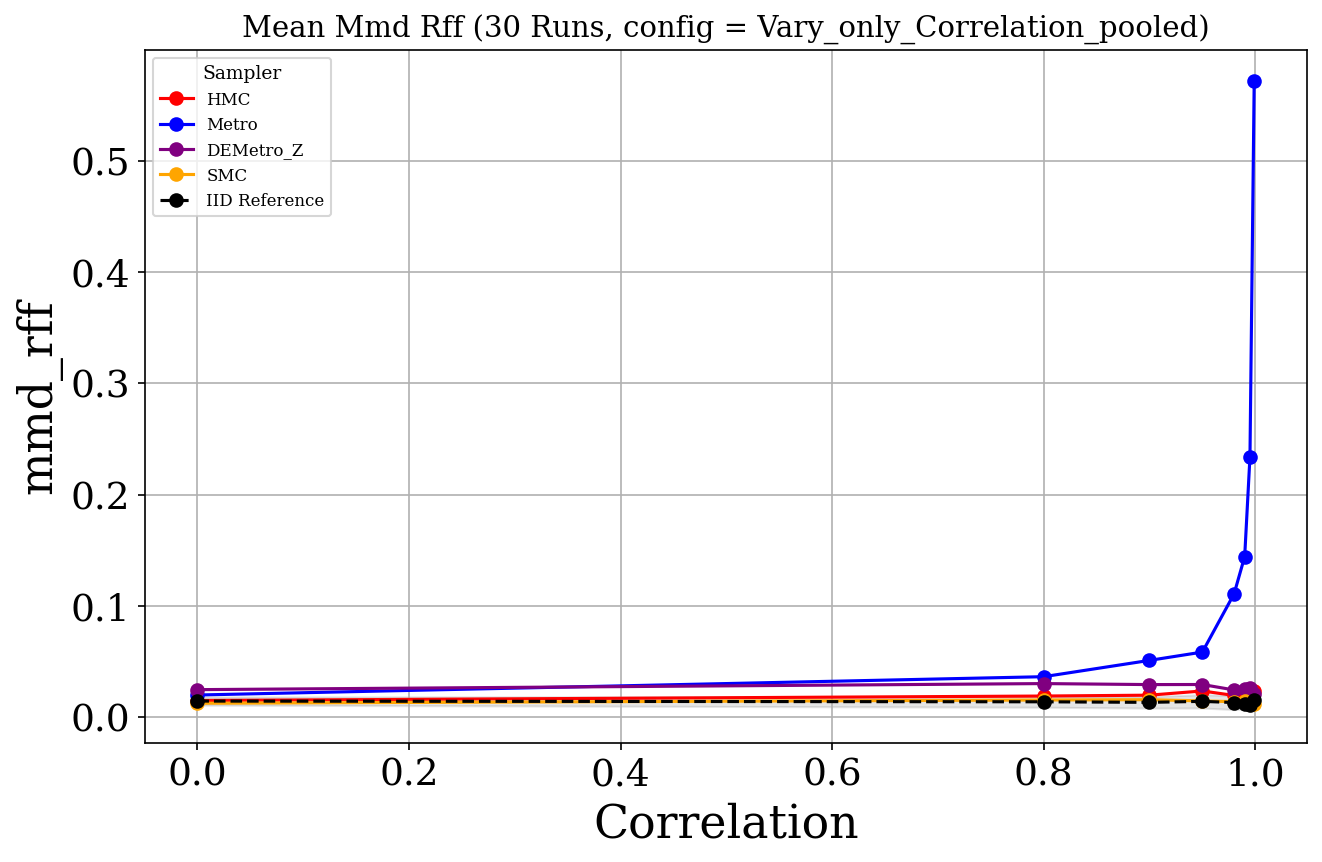 Mean Mmd Rff (30 Runs, config = Vary_only_Correlation_pooled)
Sampler
HMC
Metro
DEMetro_Z
SMC
IID Reference
mmd_rff
0.5
0.4
0.3
0.2
0.1
0.0
0.0 0.2 0.4 0.6 0.8 1.0
Correlation